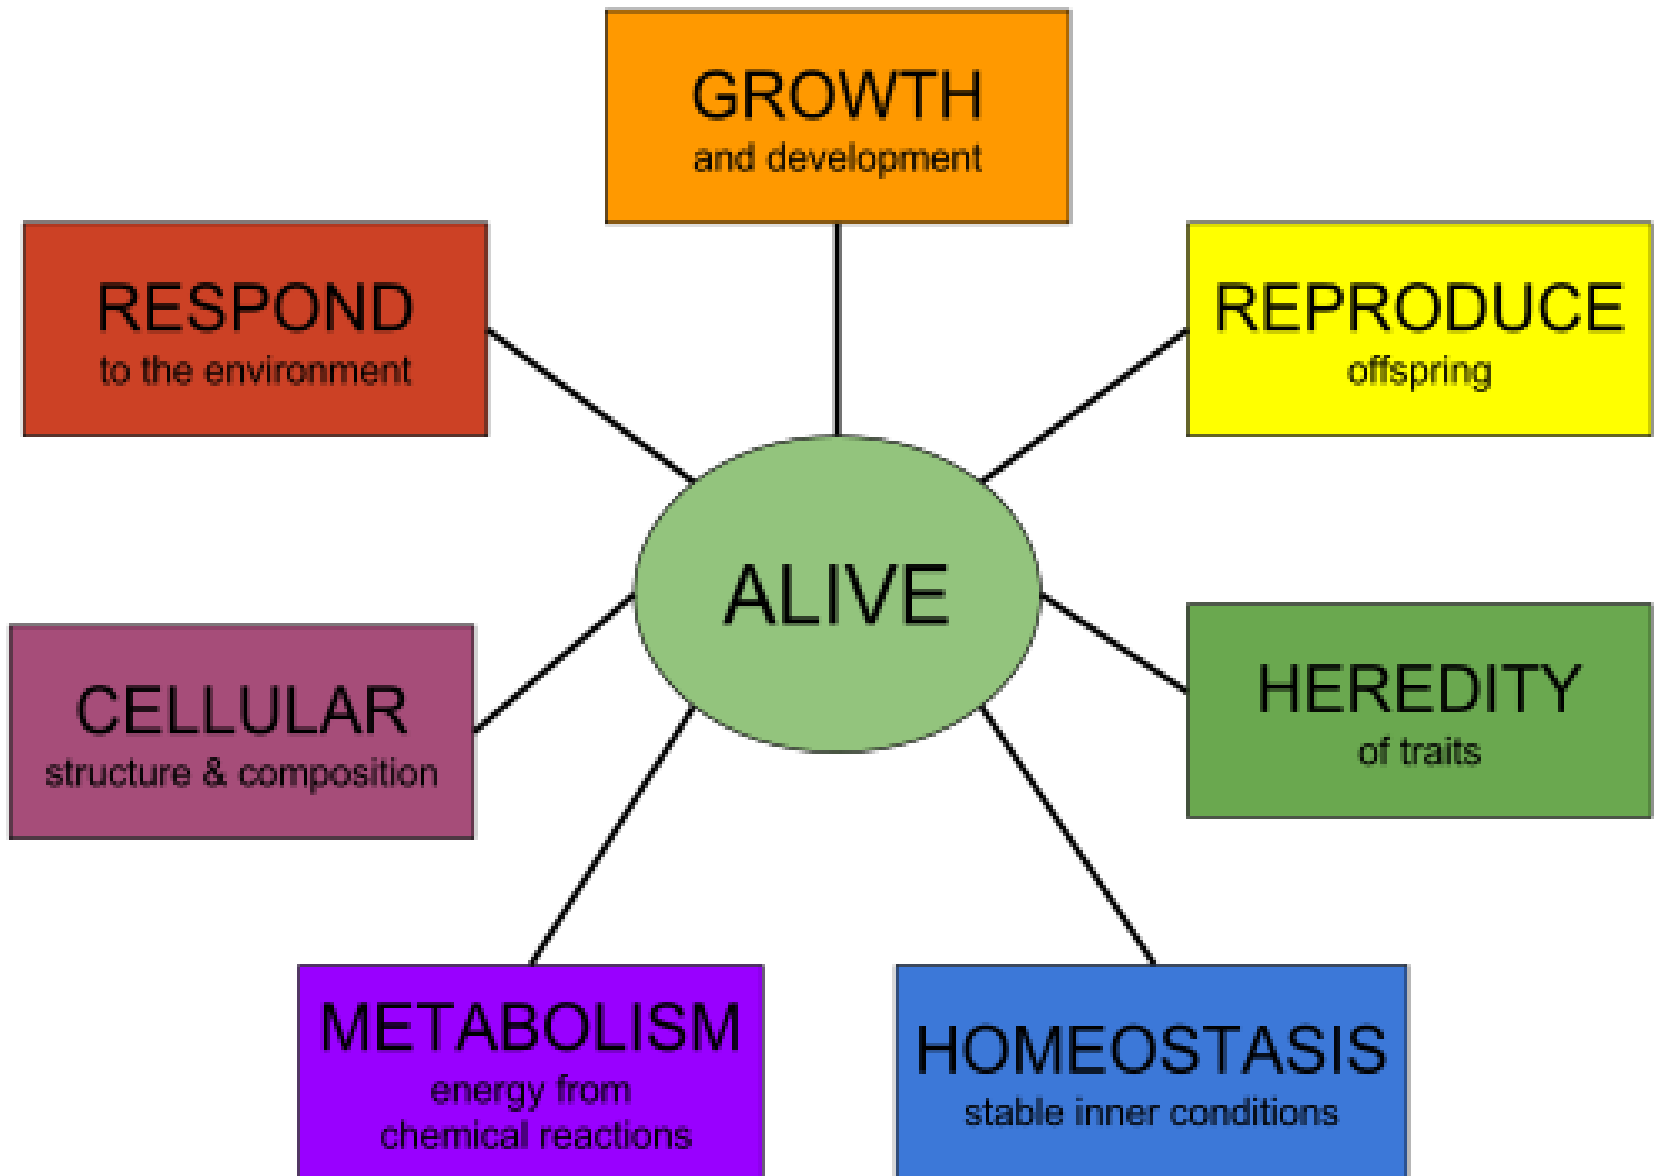 GROWTH
and development
RESPOND
to the environment
REPRODUCE
offspring
ALIVE
CELLULAR
structure & composition
HEREDITY
of traits
METABOLISM
energy from
chemical reactions
HOMEOSTASIS
stable inner conditions